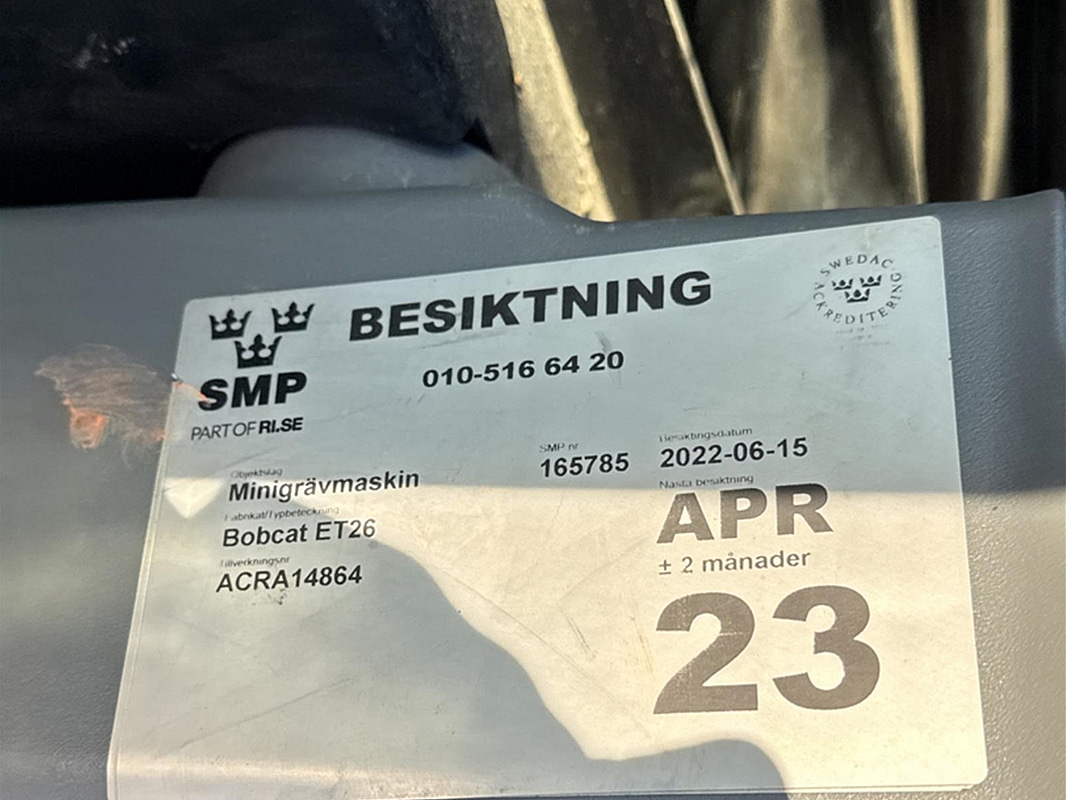 BESIKTNING
SWEDAC ACKREDITERING
010-516 64 20
SMP
PART OF RI.SE
Objektslag
Minigrävmaskin
Fabrikat/Typbeteckning
Bobcat ET26
Tillverkningsnr
ACRA14864
SMP nr
165785
Besiktningsdatum
2022-06-15
Nästa besiktning
APR
± 2 månader
23